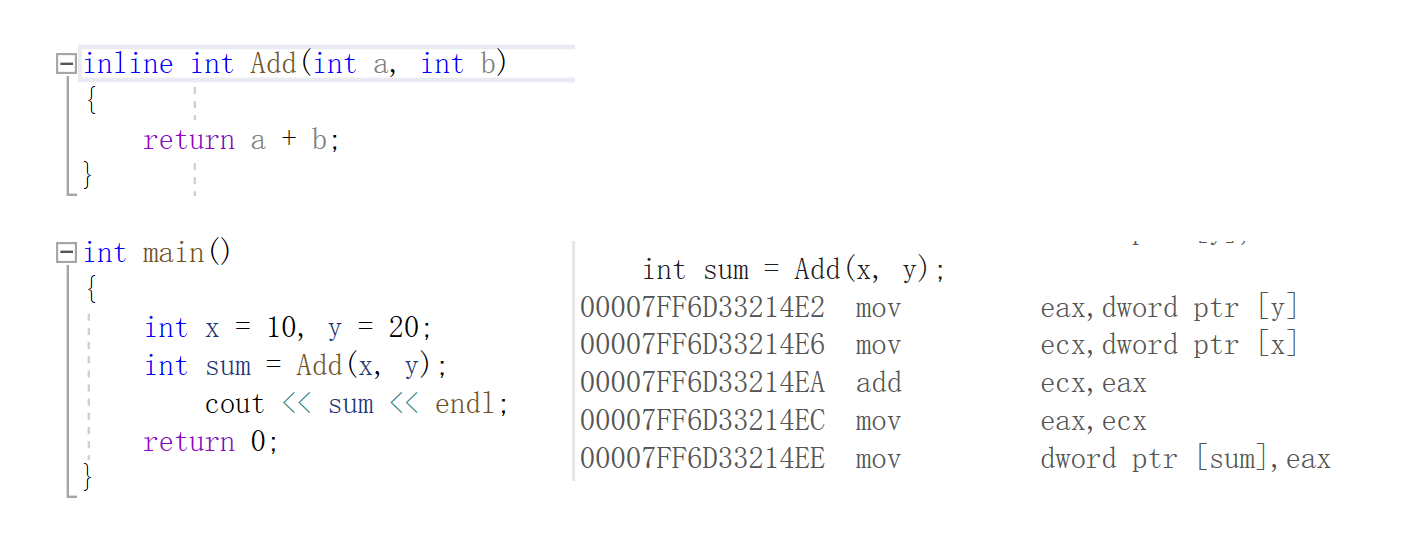 inline int Add(int a, int b)
{
    return a + b;
}
int main()
{
    int x = 10, y = 20;
    int sum = Add(x, y);
        cout << sum << endl;
    return 0;
}
int sum = Add(x, y);
00007FF6D33214E2  mov  eax,dword ptr [y]
00007FF6D33214E6  mov  ecx,dword ptr [x]
00007FF6D33214EA  add  ecx,eax
00007FF6D33214EC  mov  eax,ecx
00007FF6D33214EE  mov  dword ptr [sum],eax